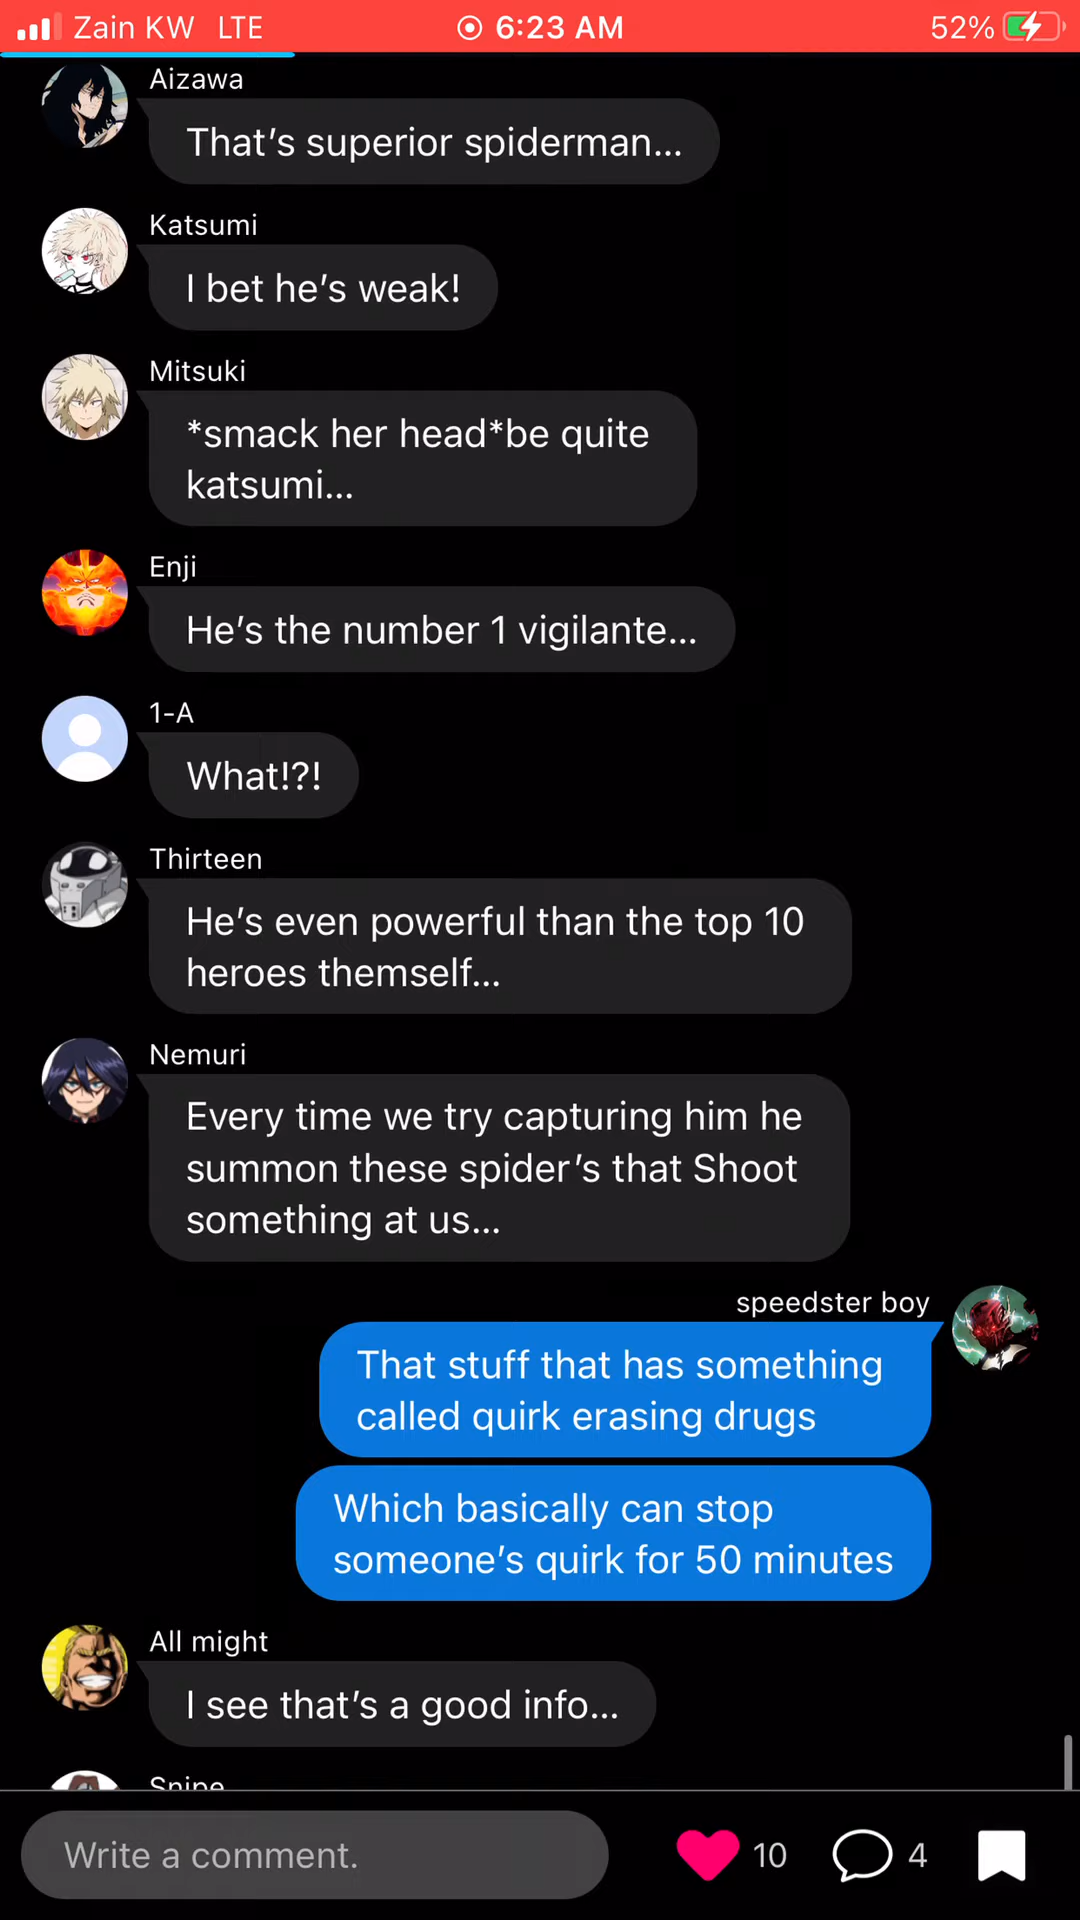 Zain KW LTE 6:23 AM 52%
Aizawa
That's superior spiderman...
Katsumi
I bet he's weak!
Mitsuki
*smack her head*be quite
katsumi...
Enji
He's the number 1 vigilante...
1-A
What!?!
Thirteen
He's even powerful than the top 10
heroes themself...
Nemuri
Every time we try capturing him he
summon these spider's that Shoot
something at us...
speedster boy
That stuff that has something
called quirk erasing drugs
Which basically can stop
someone's quirk for 50 minutes
All might
I see that's a good info...
Snipe
Write a comment. 10 4